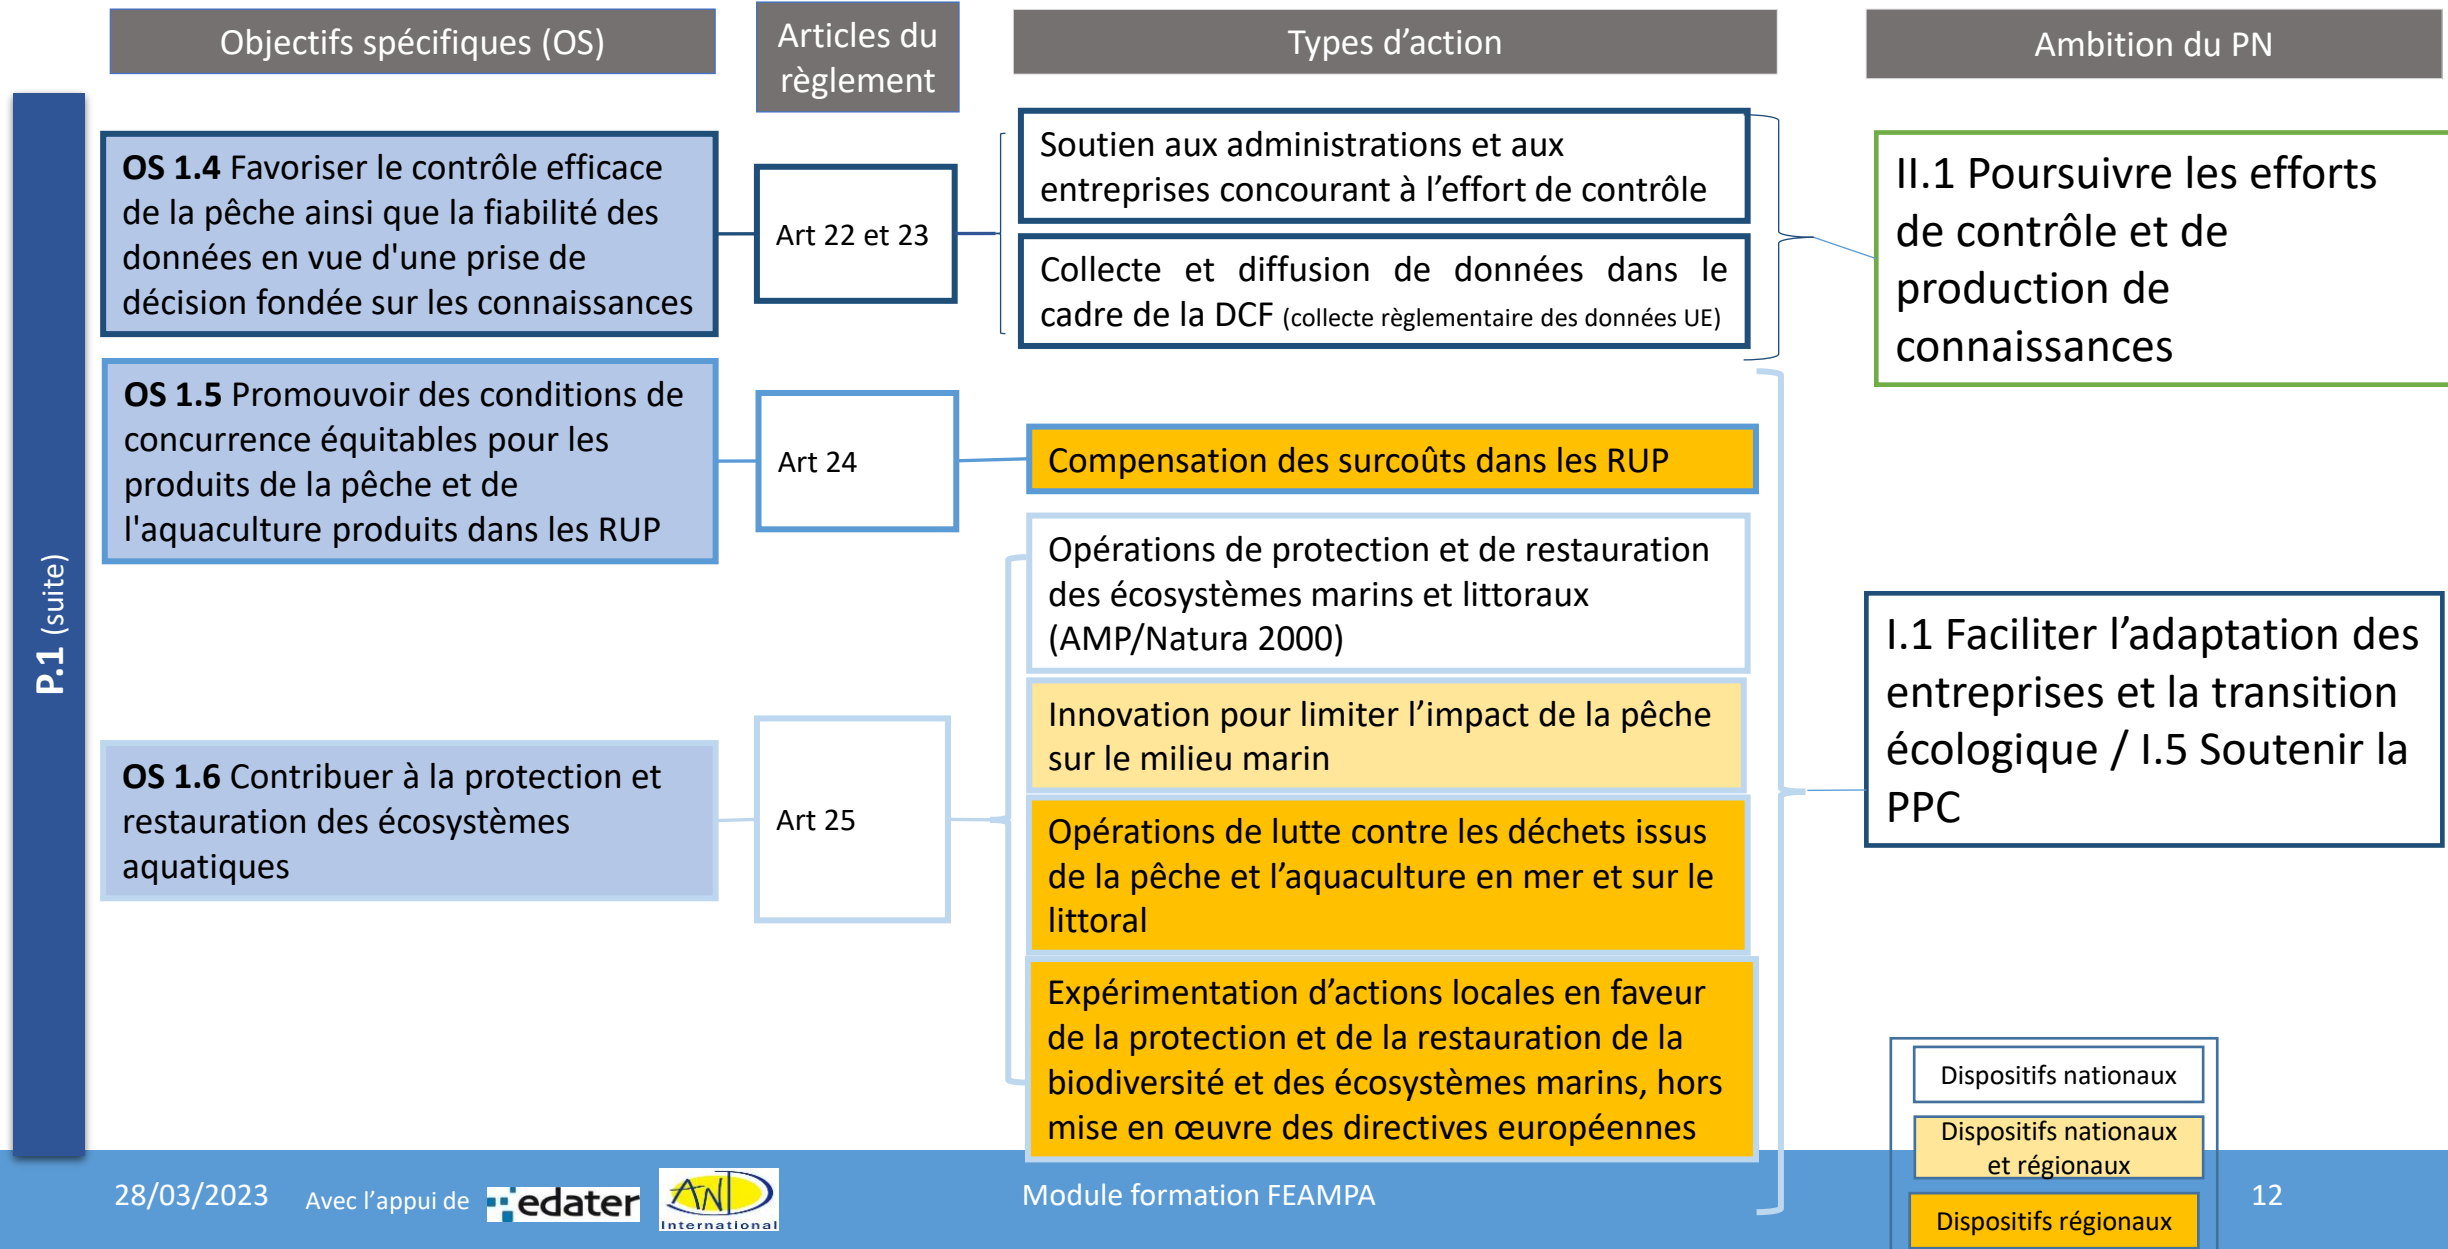 Objectifs spécifiques (OS)
Articles du
règlement
Types d’action
Ambition du PN
P.1 (suite)
OS 1.4 Favoriser le contrôle efficace
de la pêche ainsi que la fiabilité des
données en vue d'une prise de
décision fondée sur les connaissances
Art 22 et 23
Soutien aux administrations et aux
entreprises concourant à l’effort de contrôle
Collecte et diffusion de données dans le
cadre de la DCF (collecte règlementaire des données UE)
II.1 Poursuivre les efforts
de contrôle et de
production de
connaissances
OS 1.5 Promouvoir des conditions de
concurrence équitables pour les
produits de la pêche et de
l'aquaculture produits dans les RUP
Art 24
Compensation des surcoûts dans les RUP
OS 1.6 Contribuer à la protection et
restauration des écosystèmes
aquatiques
Art 25
Opérations de protection et de restauration
des écosystèmes marins et littoraux
(AMP/Natura 2000)
Innovation pour limiter l’impact de la pêche
sur le milieu marin
Opérations de lutte contre les déchets issus
de la pêche et l’aquaculture en mer et sur le
littoral
Expérimentation d’actions locales en faveur
de la protection et de la restauration de la
biodiversité et des écosystèmes marins, hors
mise en œuvre des directives européennes
I.1 Faciliter l’adaptation des
entreprises et la transition
écologique / I.5 Soutenir la
PPC
Dispositifs nationaux
Dispositifs nationaux
et régionaux
Dispositifs régionaux
28/03/2023
Avec l’appui de
edater
AND
International
Module formation FEAMPA
12